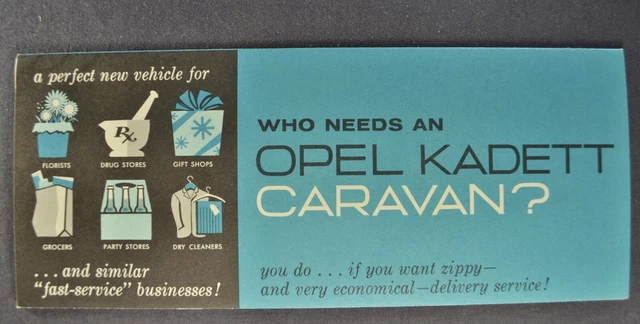 a perfect new vehicle for
Rx
FLORISTS
DRUG STORES
GIFT SHOPS
GROCERS
PARTY STORES
DRY CLEANERS
... and similar
"fast-service" businesses!
WHO NEEDS AN
OPEL KADETT
CARAVAN?
you do ... if you want zippy—
and very economical—delivery service!